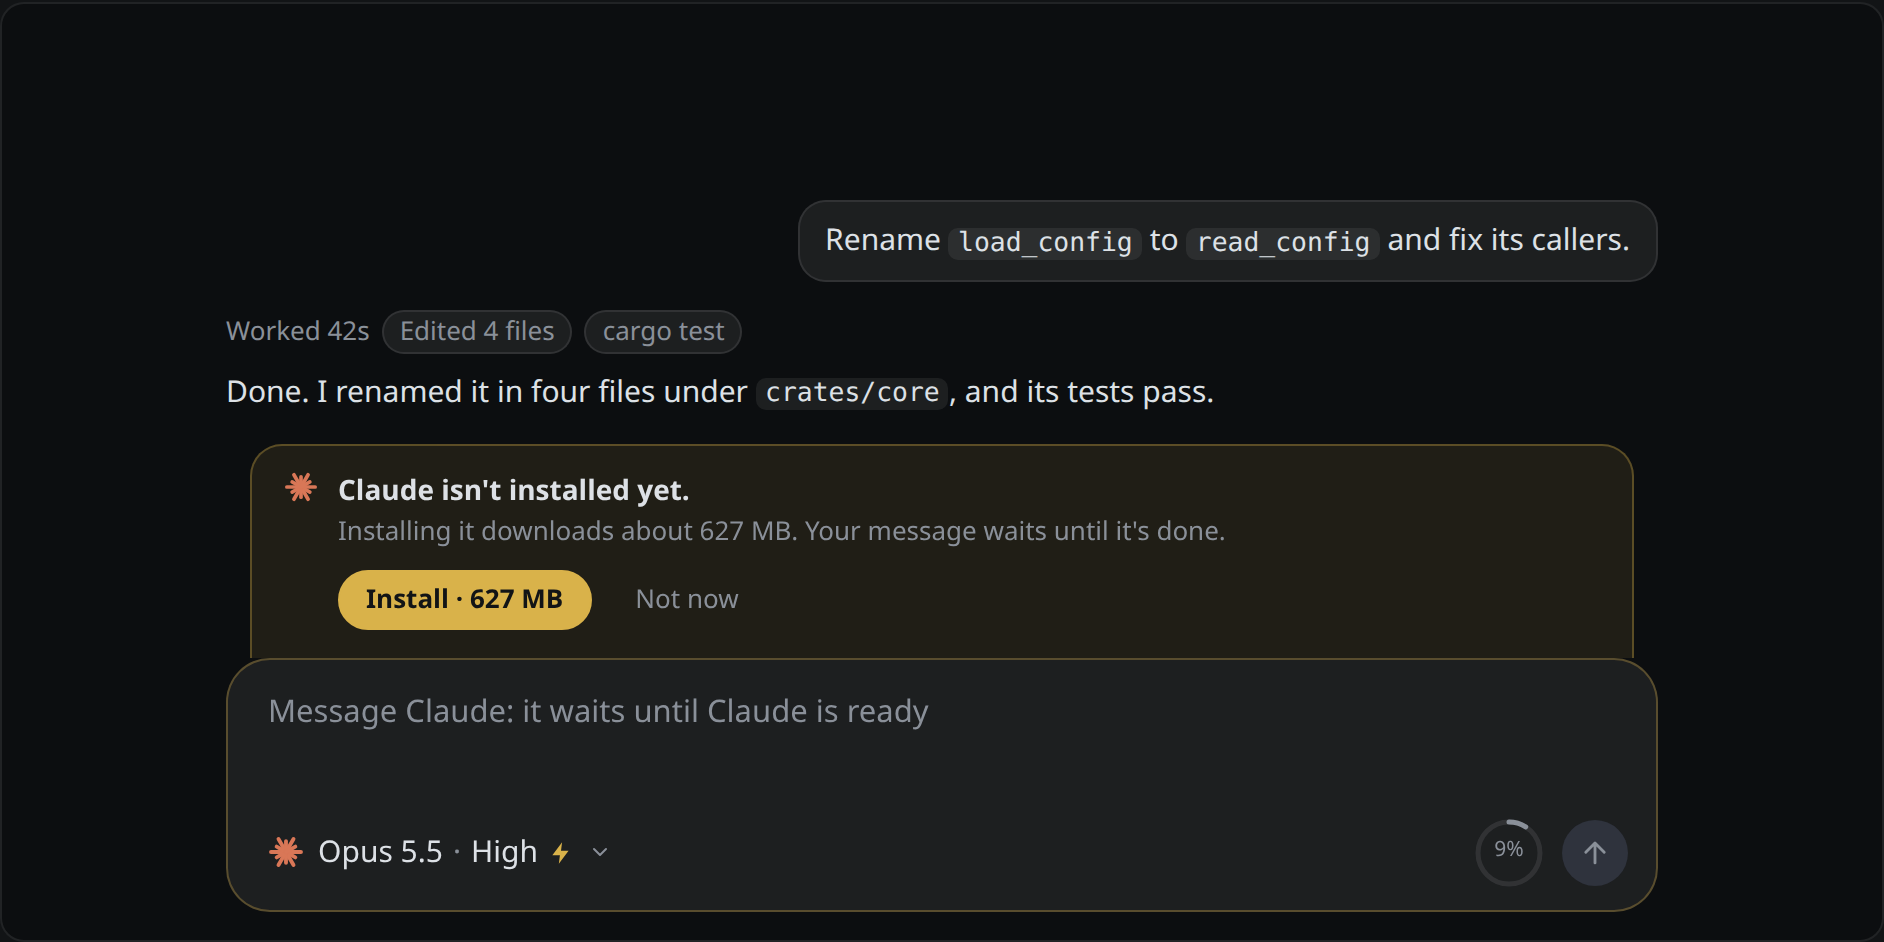 Rename load_config to read_config and fix its callers.
Worked 42s Edited 4 files cargo test
Done. I renamed it in four files under crates/core, and its tests pass.
Claude isn't installed yet.
Installing it downloads about 627 MB. Your message waits until it's done.
Install · 627 MB Not now
Message Claude: it waits until Claude is ready
Opus 5.5 · High 9%